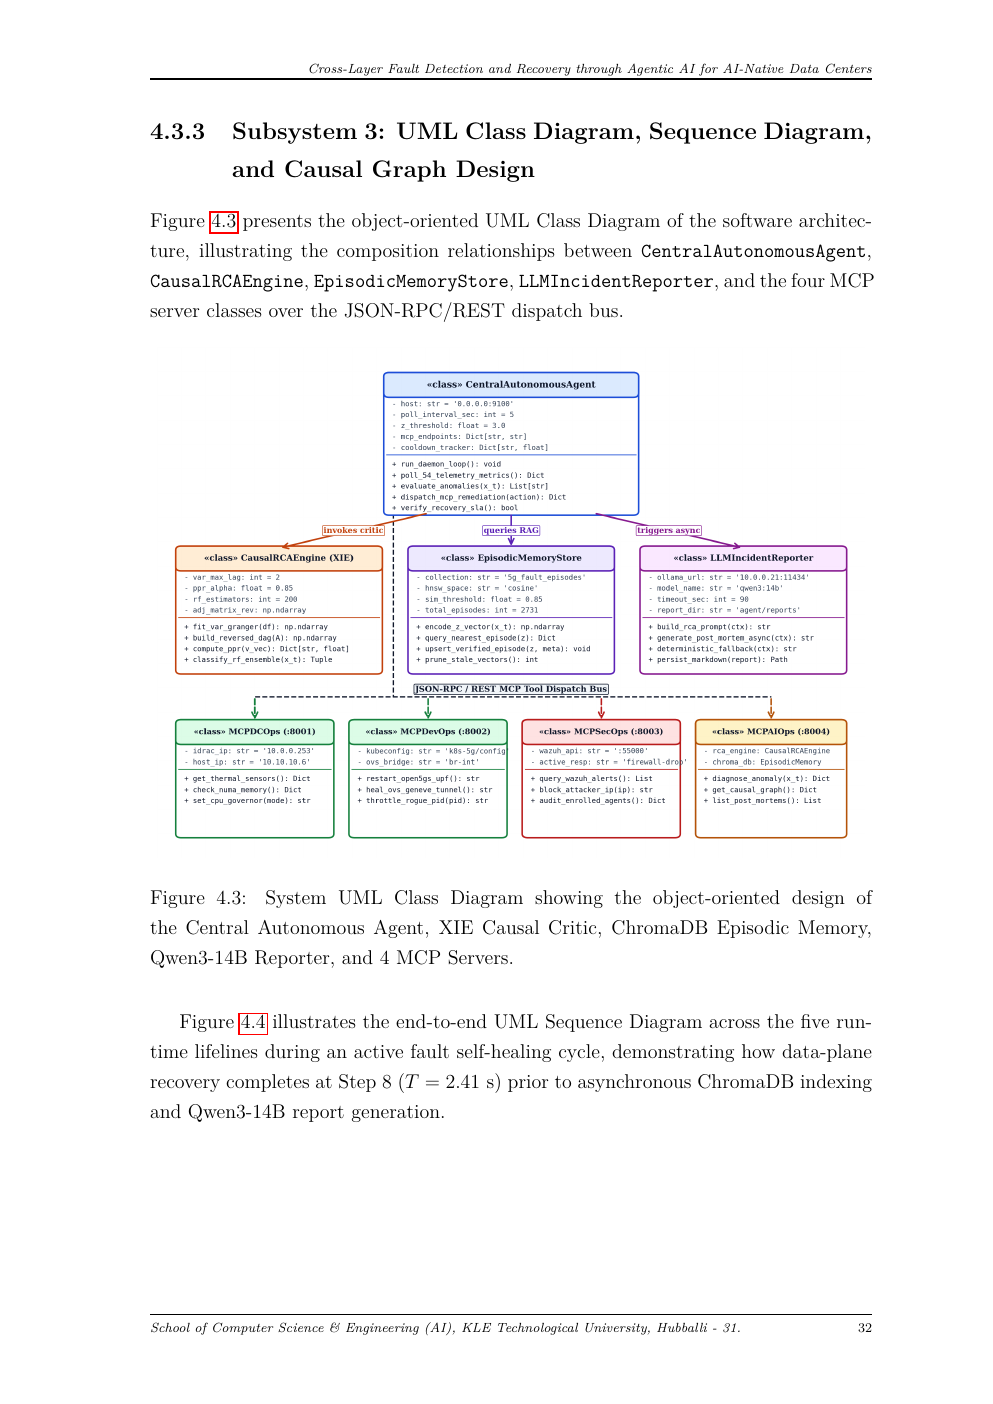 Cross-Layer Fault Detection and Recovery through Agentic AI for AI-Native Data Centers
4.3.3 Subsystem 3: UML Class Diagram, Sequence Diagram,
and Causal Graph Design
Figure 4.3 presents the object-oriented UML Class Diagram of the software architec-
ture, illustrating the composition relationships between CentralAutonomousAgent,
CausalRCAEngine, EpisodicMemoryStore, LLMIncidentReporter, and the four MCP
server classes over the JSON-RPC/REST dispatch bus.
«class» CentralAutonomousAgent
- host: str = '0.0.0.0:9100'
- poll_interval_sec: int = 5
- z_threshold: float = 3.0
- mcp_endpoints: Dict[str, str]
- cooldown_tracker: Dict[str, float]
+ run_daemon_loop(): void
+ poll_54_telemetry_metrics(): Dict
+ evaluate_anomalies(x_t): List[str]
+ dispatch_mcp_remediation(action): Dict
+ verify_recovery_sla(): bool
invokes critic
queries RAG
triggers async
«class» CausalRCAEngine (XIE)
- var_max_lag: int = 2
- ppr_alpha: float = 0.85
- rf_estimators: int = 200
- adj_matrix_rev: np.ndarray
+ fit_var_granger(df): np.ndarray
+ build_reversed_dag(A): np.ndarray
+ compute_ppr(v_vec): Dict[str, float]
+ classify_rf_ensemble(x_t): Tuple
«class» EpisodicMemoryStore
- collection: str = '5g_fault_episodes'
- hnsw_space: str = 'cosine'
- sim_threshold: float = 0.85
- total_episodes: int = 2731
+ encode_z_vector(x_t): np.ndarray
+ query_nearest_episode(z): Dict
+ upsert_verified_episode(z, meta): void
+ prune_stale_vectors(): int
«class» LLMIncidentReporter
- ollama_url: str = '10.0.0.21:11434'
- model_name: str = 'qwen3:14b'
- timeout_sec: int = 90
- report_dir: str = 'agent/reports'
+ build_rca_prompt(ctx): str
+ generate_post_mortem_async(ctx): str
+ deterministic_fallback(ctx): str
+ persist_markdown(report): Path
JSON-RPC / REST MCP Tool Dispatch Bus
«class» MCPDCOps (:8001)
- idrac_ip: str = '10.0.0.253'
- host_ip: str = '10.10.10.6'
+ get_thermal_sensors(): Dict
+ check_numa_memory(): Dict
+ set_cpu_governor(mode): str
«class» MCPDevOps (:8002)
- kubeconfig: str = 'k8s-5g/config'
- ovs_bridge: str = 'br-int'
+ restart_open5gs_upf(): str
+ heal_ovs_geneve_tunnel(): str
+ throttle_rogue_pid(pid): str
«class» MCPSecOps (:8003)
- wazuh_api: str = ':55000'
- active_resp: str = 'firewall-drop'
+ query_wazuh_alerts(): List
+ block_attacker_ip(ip): str
+ audit_enrolled_agents(): Dict
«class» MCPAIOps (:8004)
- rca_engine: CausalRCAEngine
- chroma_db: EpisodicMemory
+ diagnose_anomaly(x_t): Dict
+ get_causal_graph(): Dict
+ list_post_mortems(): List
Figure 4.3: System UML Class Diagram showing the object-oriented design of
the Central Autonomous Agent, XIE Causal Critic, ChromaDB Episodic Memory,
Qwen3-14B Reporter, and 4 MCP Servers.
Figure 4.4 illustrates the end-to-end UML Sequence Diagram across the five run-
time lifelines during an active fault self-healing cycle, demonstrating how data-plane
recovery completes at Step 8 (T = 2.41 s) prior to asynchronous ChromaDB indexing
and Qwen3-14B report generation.
School of Computer Science & Engineering (AI), KLE Technological University, Hubballi - 31. 32